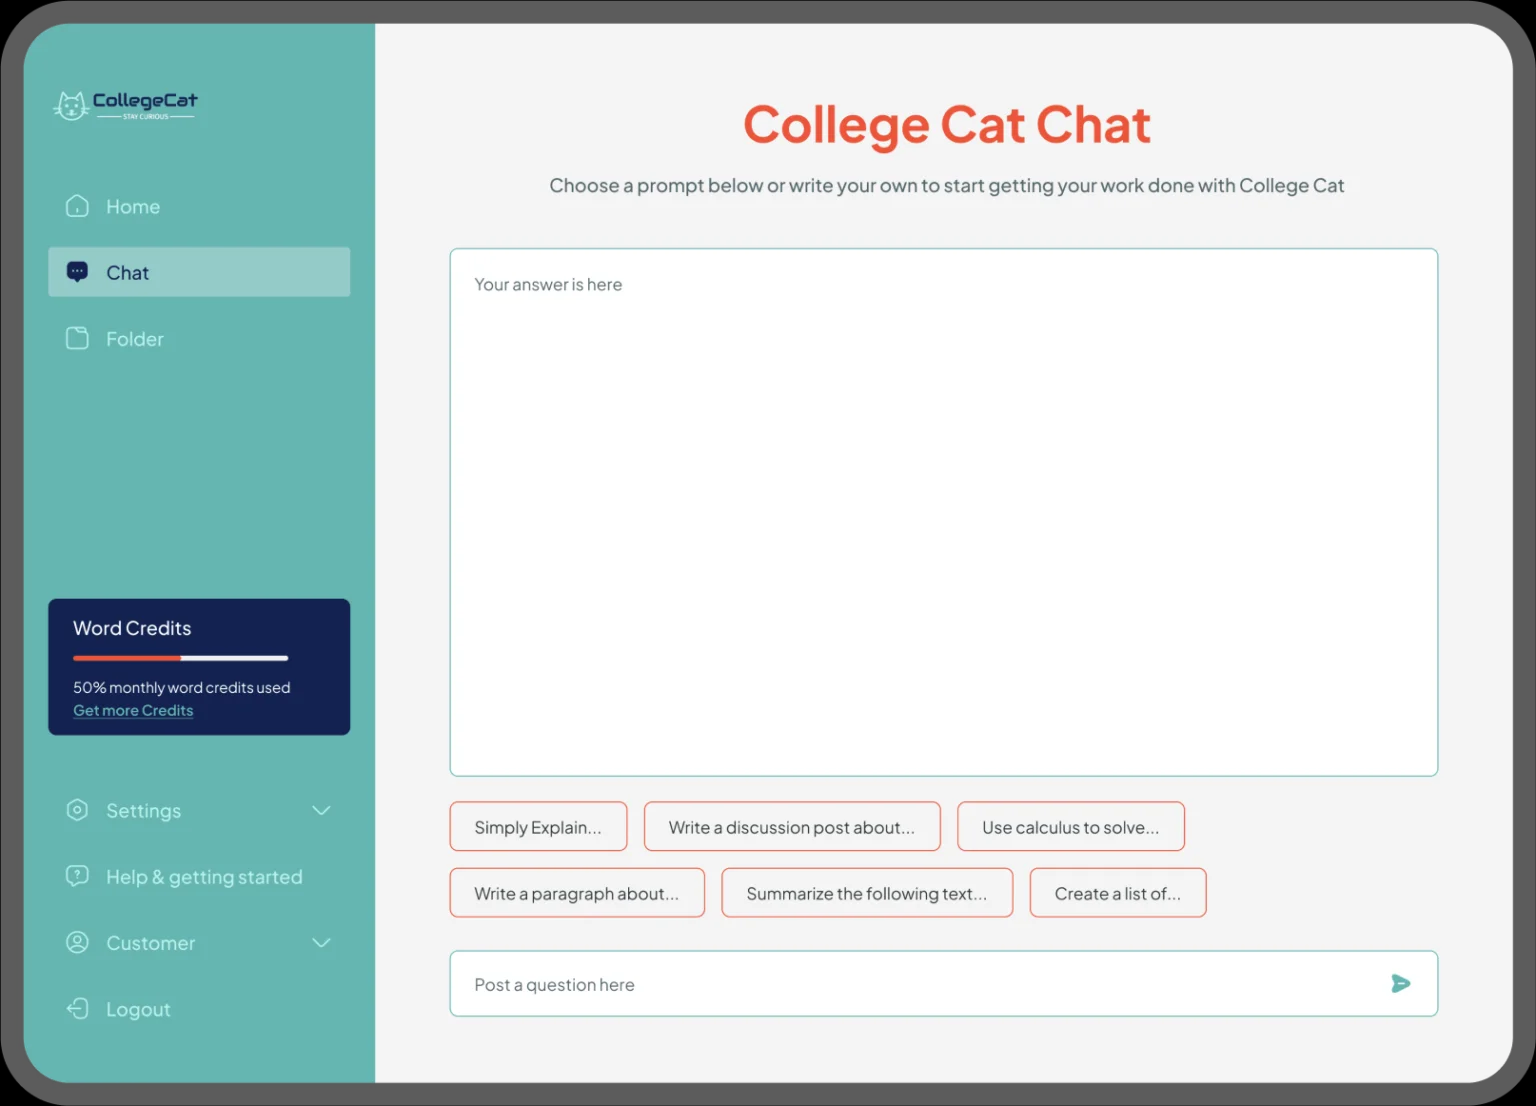 CollegeCat
STAY CURIOUS
Home
Chat
Folder
Word Credits
50% monthly word credits used
Get more Credits
Settings
Help & getting started
Customer
Logout
College Cat Chat
Choose a prompt below or write your own to start getting your work done with College Cat
Your answer is here
Simply Explain...
Write a discussion post about...
Use calculus to solve...
Write a paragraph about...
Summarize the following text...
Create a list of...
Post a question here